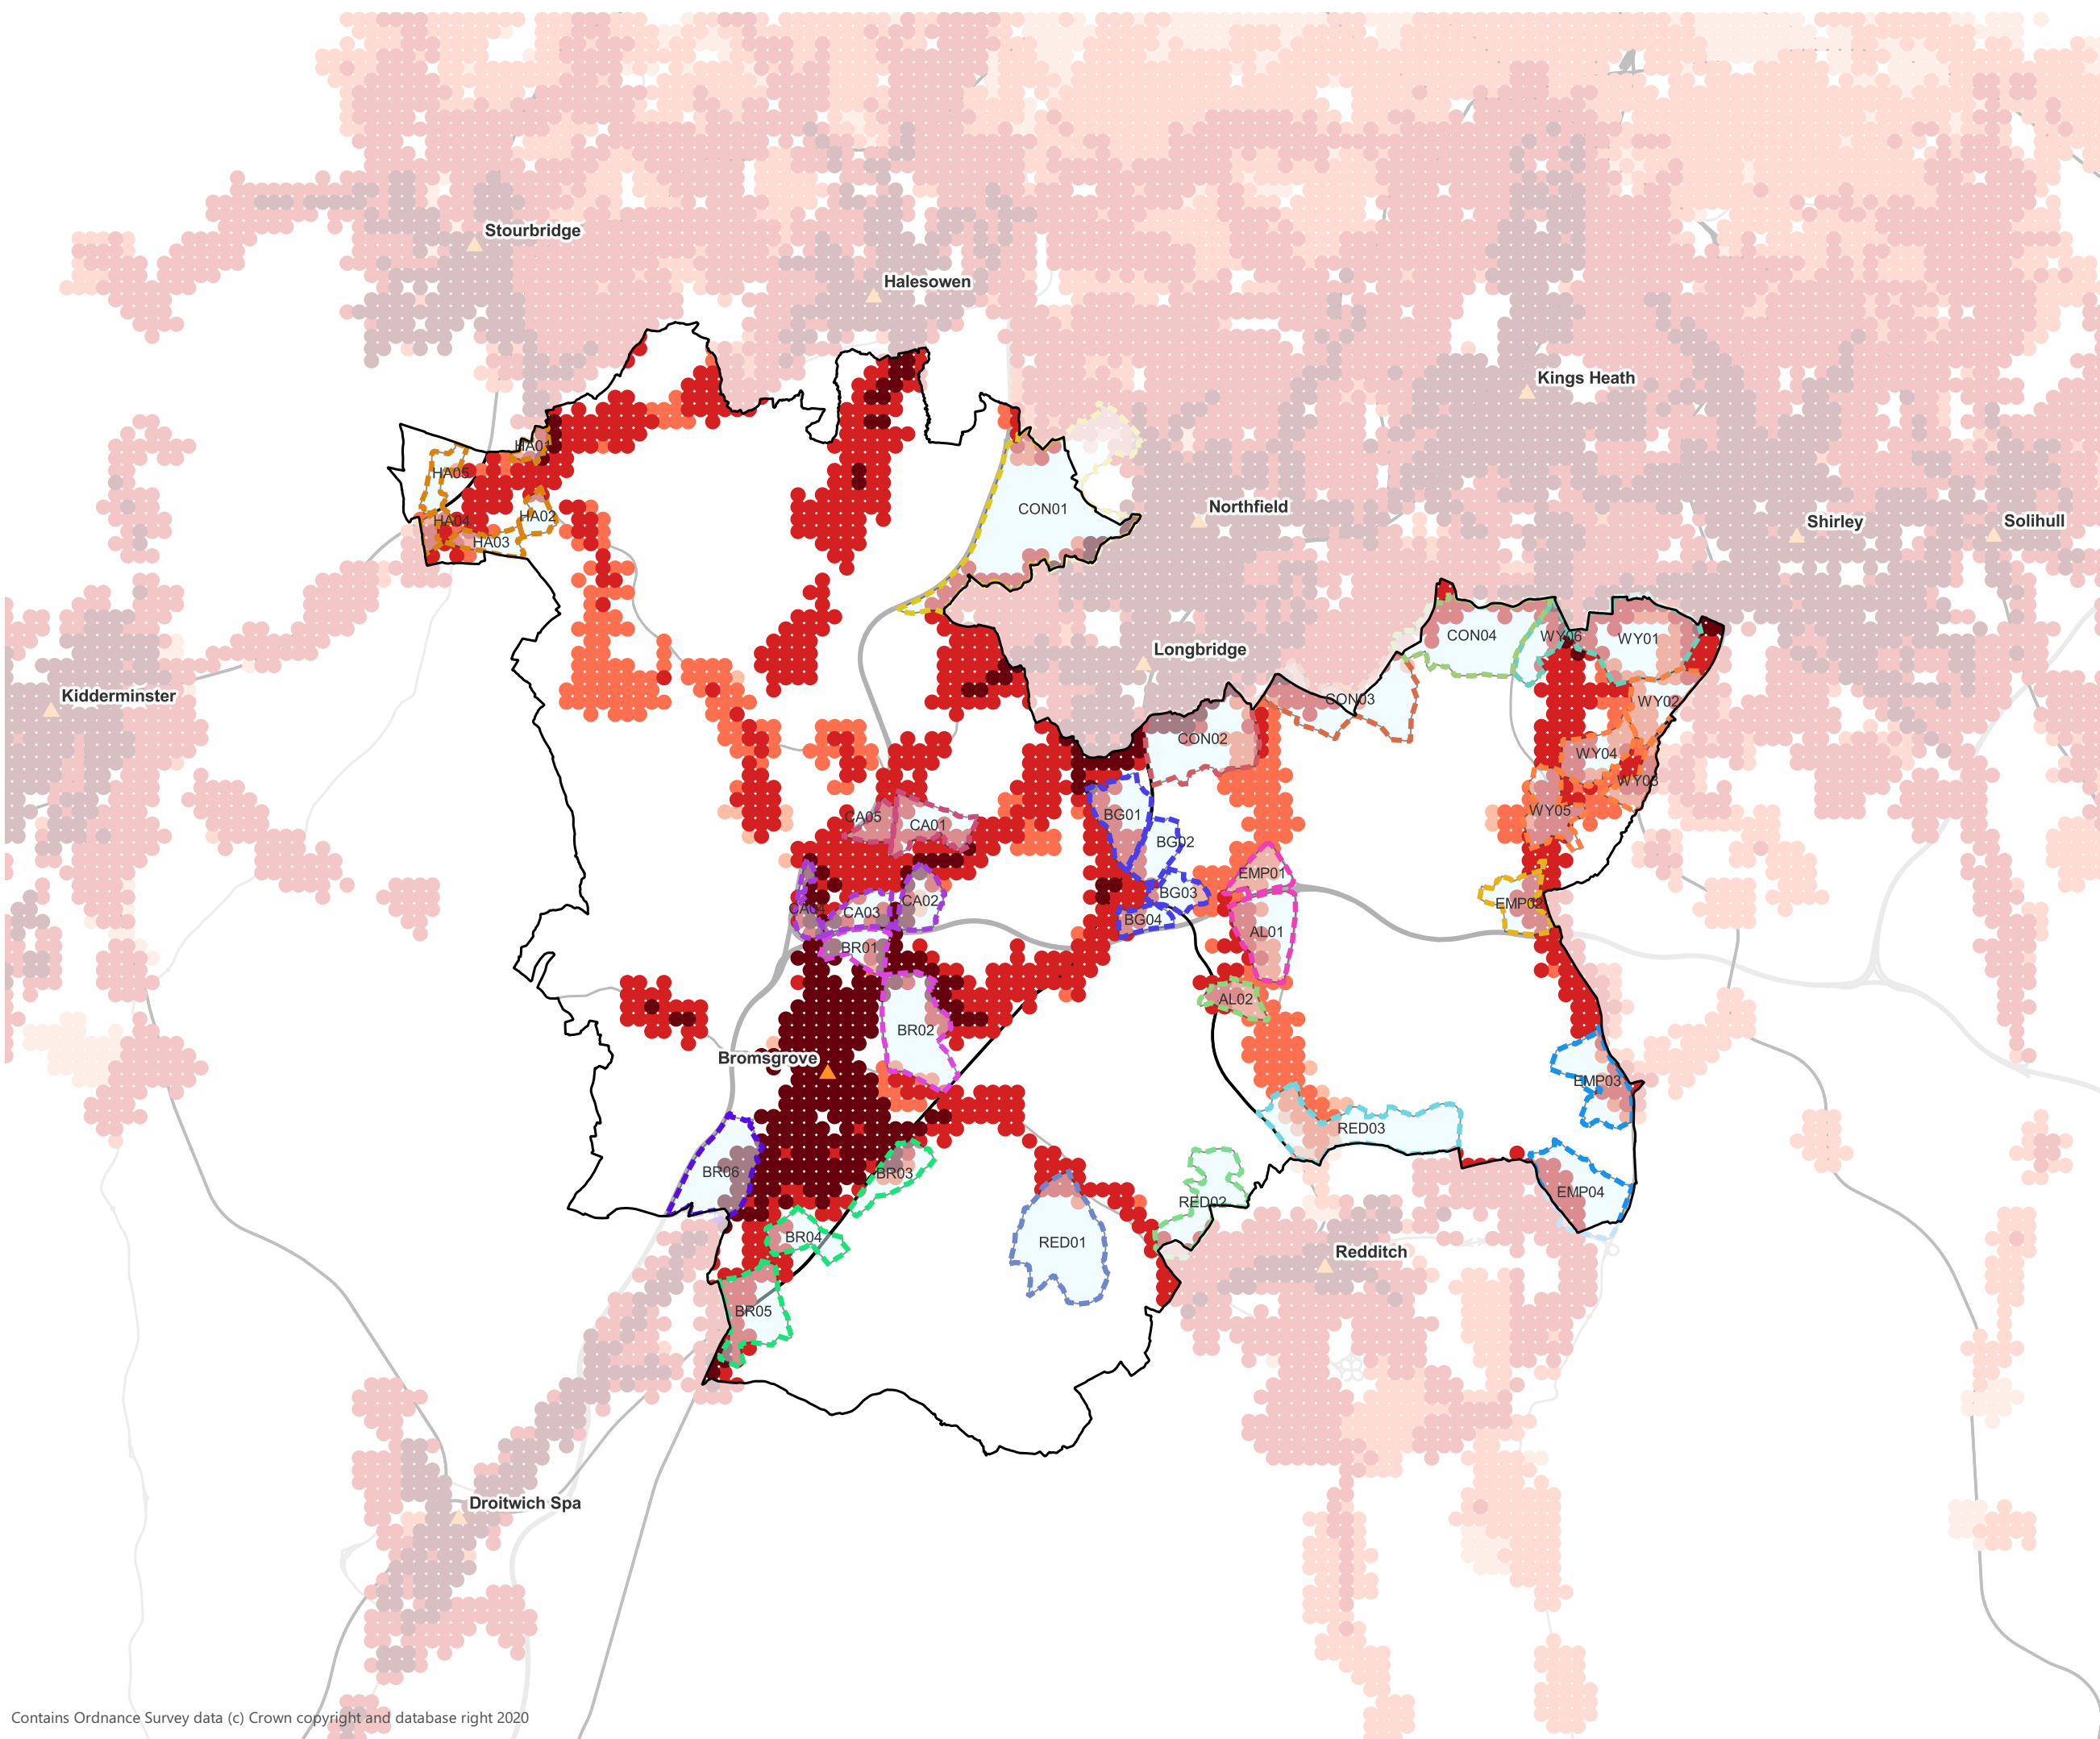 Stourbridge
Halesowen
Kings Heath
HA01
HA05
Northfield
CON01
HA02
HA04
Shirley
Solihull
HA03
CON04
WY06
WY01
Longbridge
Kidderminster
CON03
WY02
CON02
WY04
WY03
WY05
BG01
CA05
CA01
BG02
EMP01
BG03
CA02
EMP02
CA04
CA03
BG04
AL01
BR01
AL02
BR02
Bromsgrove
EMP03
RED03
BR06
BR03
EMP04
RED02
BR04
RED01
Redditch
BR05
Droitwich Spa
Contains Ordnance Survey data (c) Crown copyright and database right 2020